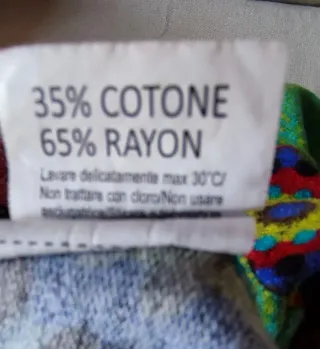 35% COTONE
65% RAYON
Lavare delicatamente max 30°C/
Non trattare con cloro/Non usare